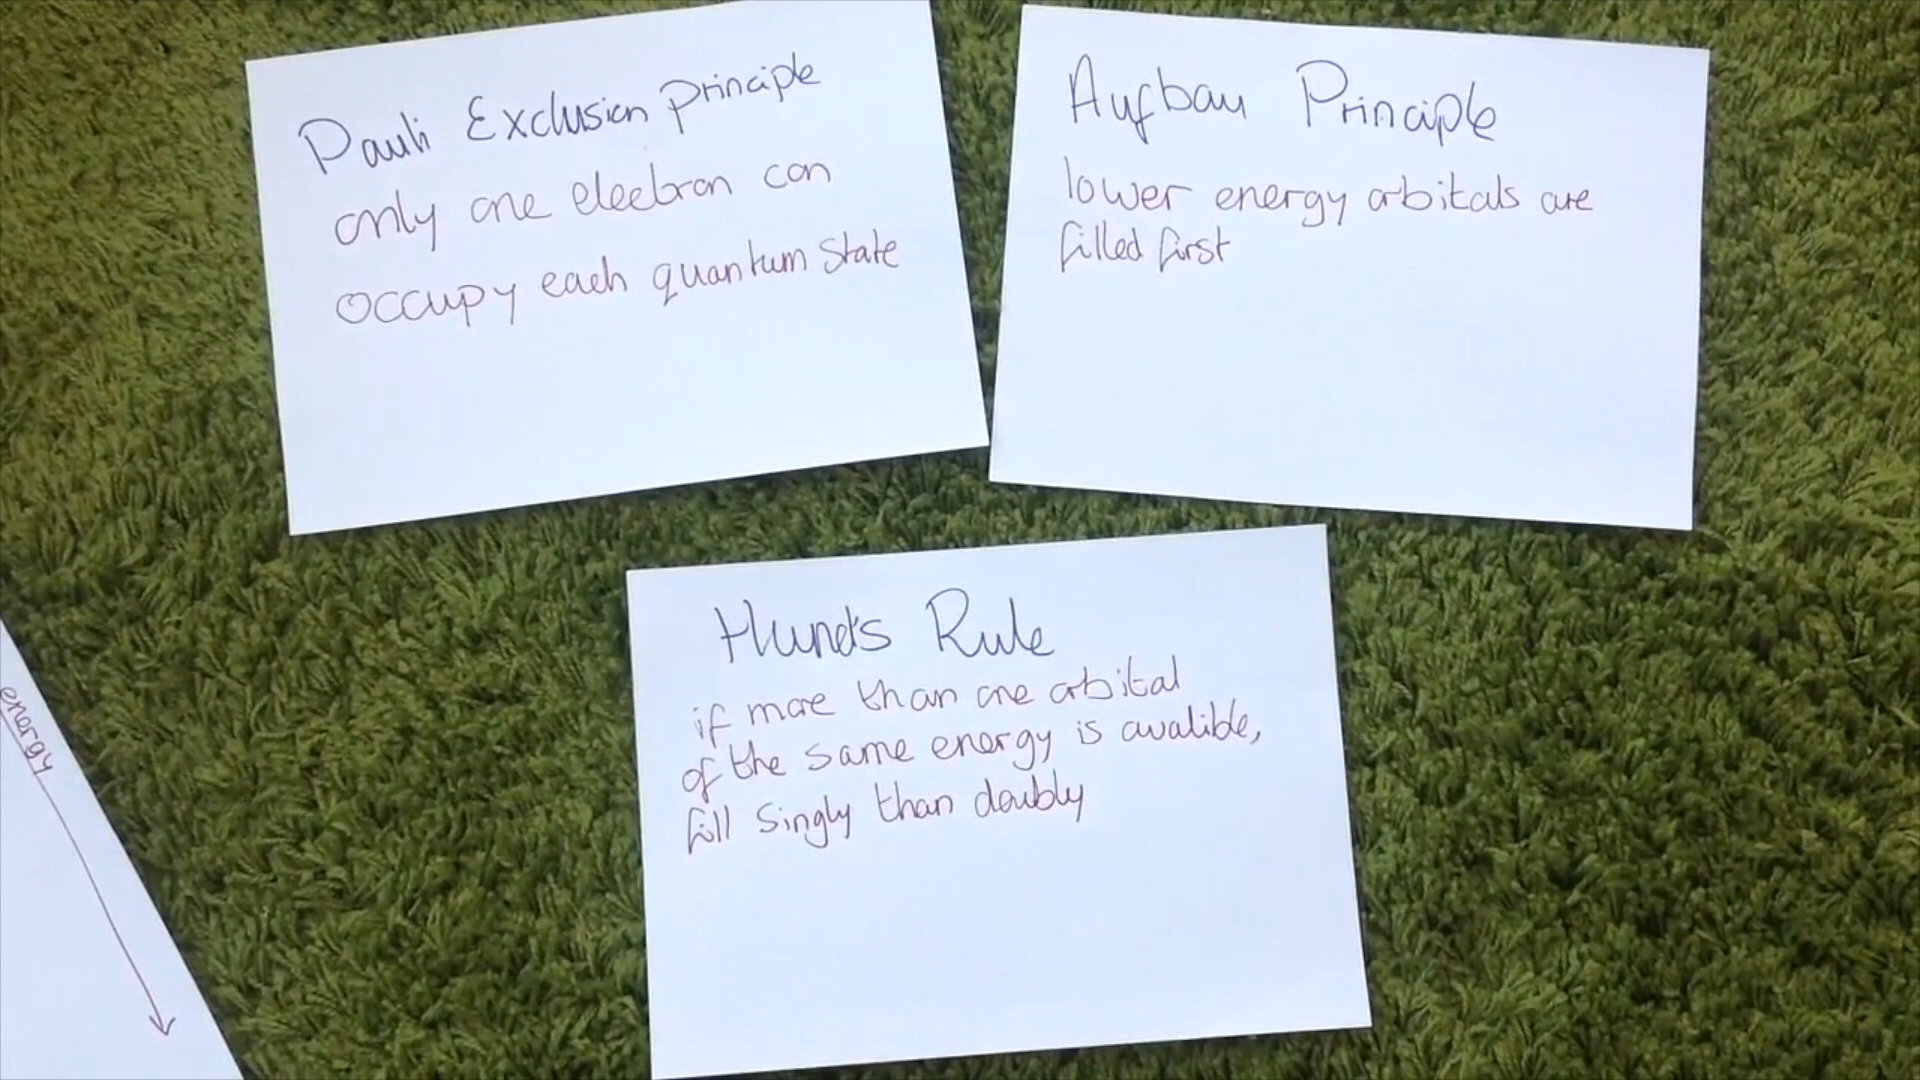 Pauli Exclusion principle
only one electron can
occupy each quantum state
Aufbau Principle
lower energy orbitals are
filled first
Hund's Rule
if more than one orbital
of the same energy is avalible,
fill singly than doubly
energy